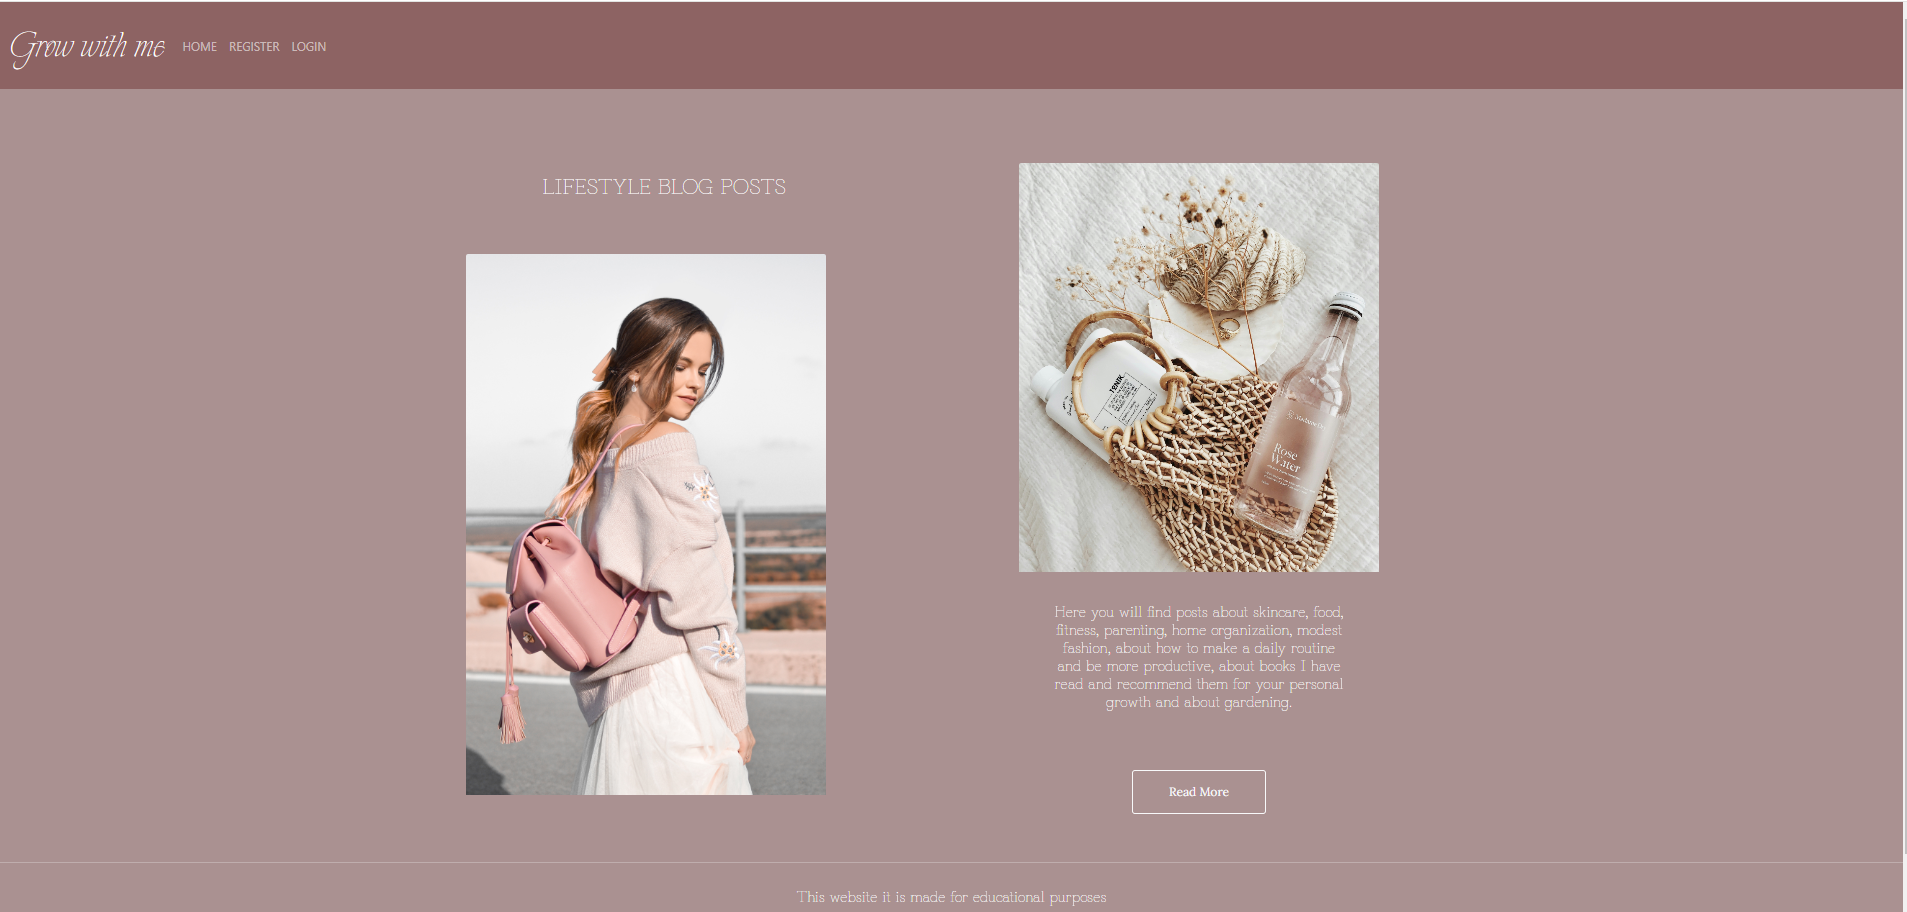 Grow with me HOME REGISTER LOGIN
LIFESTYLE BLOG POSTS
Rose
Water
Here you will find posts about skincare, food,
fitness, parenting, home organization, modest
fashion, about how to make a daily routine
and be more productive, about books I have
read and recommend them for your personal
growth and about gardening.
Read More
This website it is made for educational purposes